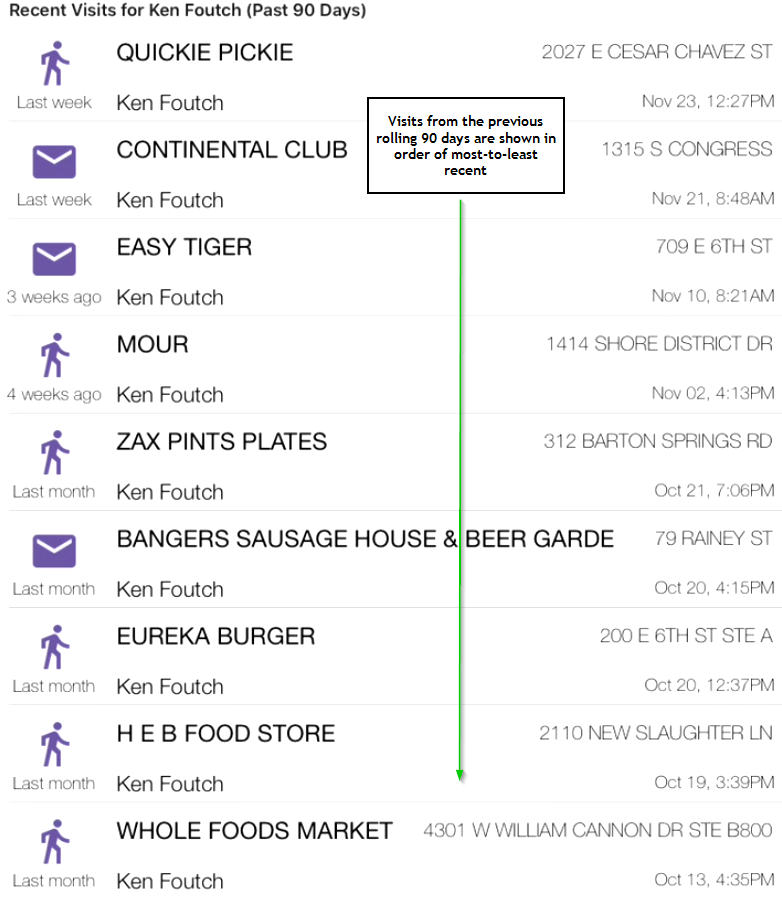 Recent Visits for Ken Foutch (Past 90 Days)
QUICKIE PICKIE 2027 E CESAR CHAVEZ ST
Last week Ken Foutch Nov 23, 12:27PM
Visits from the previous
rolling 90 days are shown in
order of most-to-least
recent
CONTINENTAL CLUB 1315 S CONGRESS
Last week Ken Foutch Nov 21, 8:48AM
EASY TIGER 709 E 6TH ST
3 weeks ago Ken Foutch Nov 10, 8:21AM
MOUR 1414 SHORE DISTRICT DR
4 weeks ago Ken Foutch Nov 02, 4:13PM
ZAX PINTS PLATES 312 BARTON SPRINGS RD
Last month Ken Foutch Oct 21, 7:06PM
BANGERS SAUSAGE HOUSE & BEER GARDE 79 RAINEY ST
Last month Ken Foutch Oct 20, 4:15PM
EUREKA BURGER 200 E 6TH ST STE A
Last month Ken Foutch Oct 20, 12:37PM
H E B FOOD STORE 2110 NEW SLAUGHTER LN
Last month Ken Foutch Oct 19, 3:39PM
WHOLE FOODS MARKET 4301 W WILLIAM CANNON DR STE B800
Last month Ken Foutch Oct 13, 4:35PM